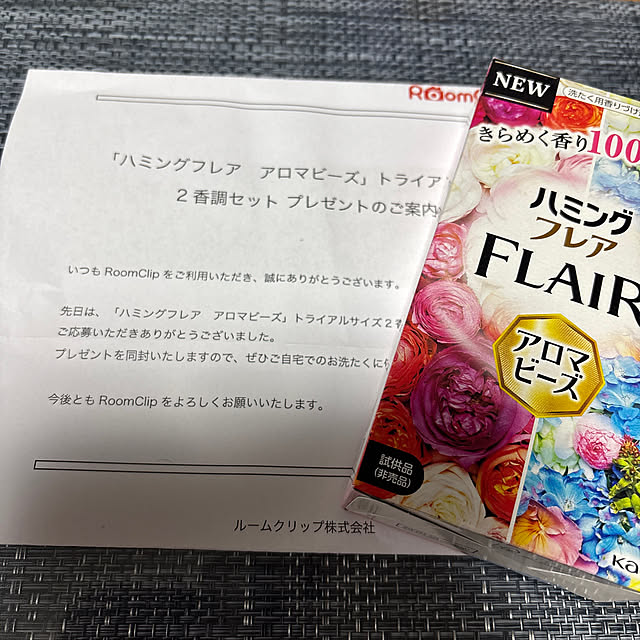 RoomC
「ハミングフレア　アロマビーズ」トライア
2香調セット プレゼントのご案内
いつも RoomClip をご利用いただき、誠にありがとうございます。
先日は、「ハミングフレア　アロマビーズ」トライアルサイズ2
ご応募いただきありがとうございました。
プレゼントを同封いたしますので、ぜひご自宅でのお洗たくに
今後とも RoomClip をよろしくお願いいたします。
ルームクリップ株式会社
NEW
洗たく用香りづけ
きらめく香り100
ハミング
フレア
FLAIR
アロマ
ビーズ
試供品
(非売品)
Ka